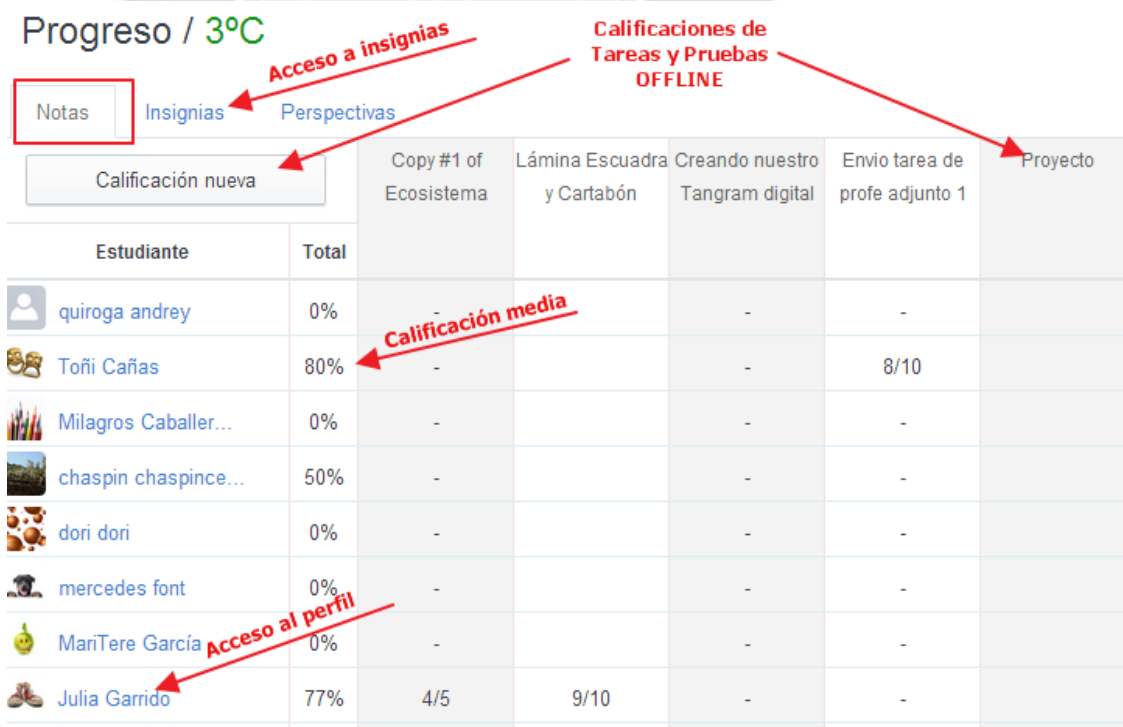 Progreso / 3ºC
Acceso a insignias
Calificaciones de
Tareas y Pruebas
OFFLINE
Notas
Insignias
Perspectivas
Calificación nueva
Copy #1 of
Ecosistema
Lámina Escuadra
y Cartabón
Creando nuestro
Tangram digital
Envio tarea de
profe adjunto 1
Proyecto
Estudiante Total
quiroga andrey 0% - - -
Calificación media
Toñi Cañas 80% - - 8/10
Milagros Caballer... 0% - - -
chaspin chaspince... 50% - - -
dori dori 0% - - -
mercedes font 0% - - -
Acceso al perfil
MariTere García 0% - - -
Julia Garrido 77% 4/5 9/10 - -